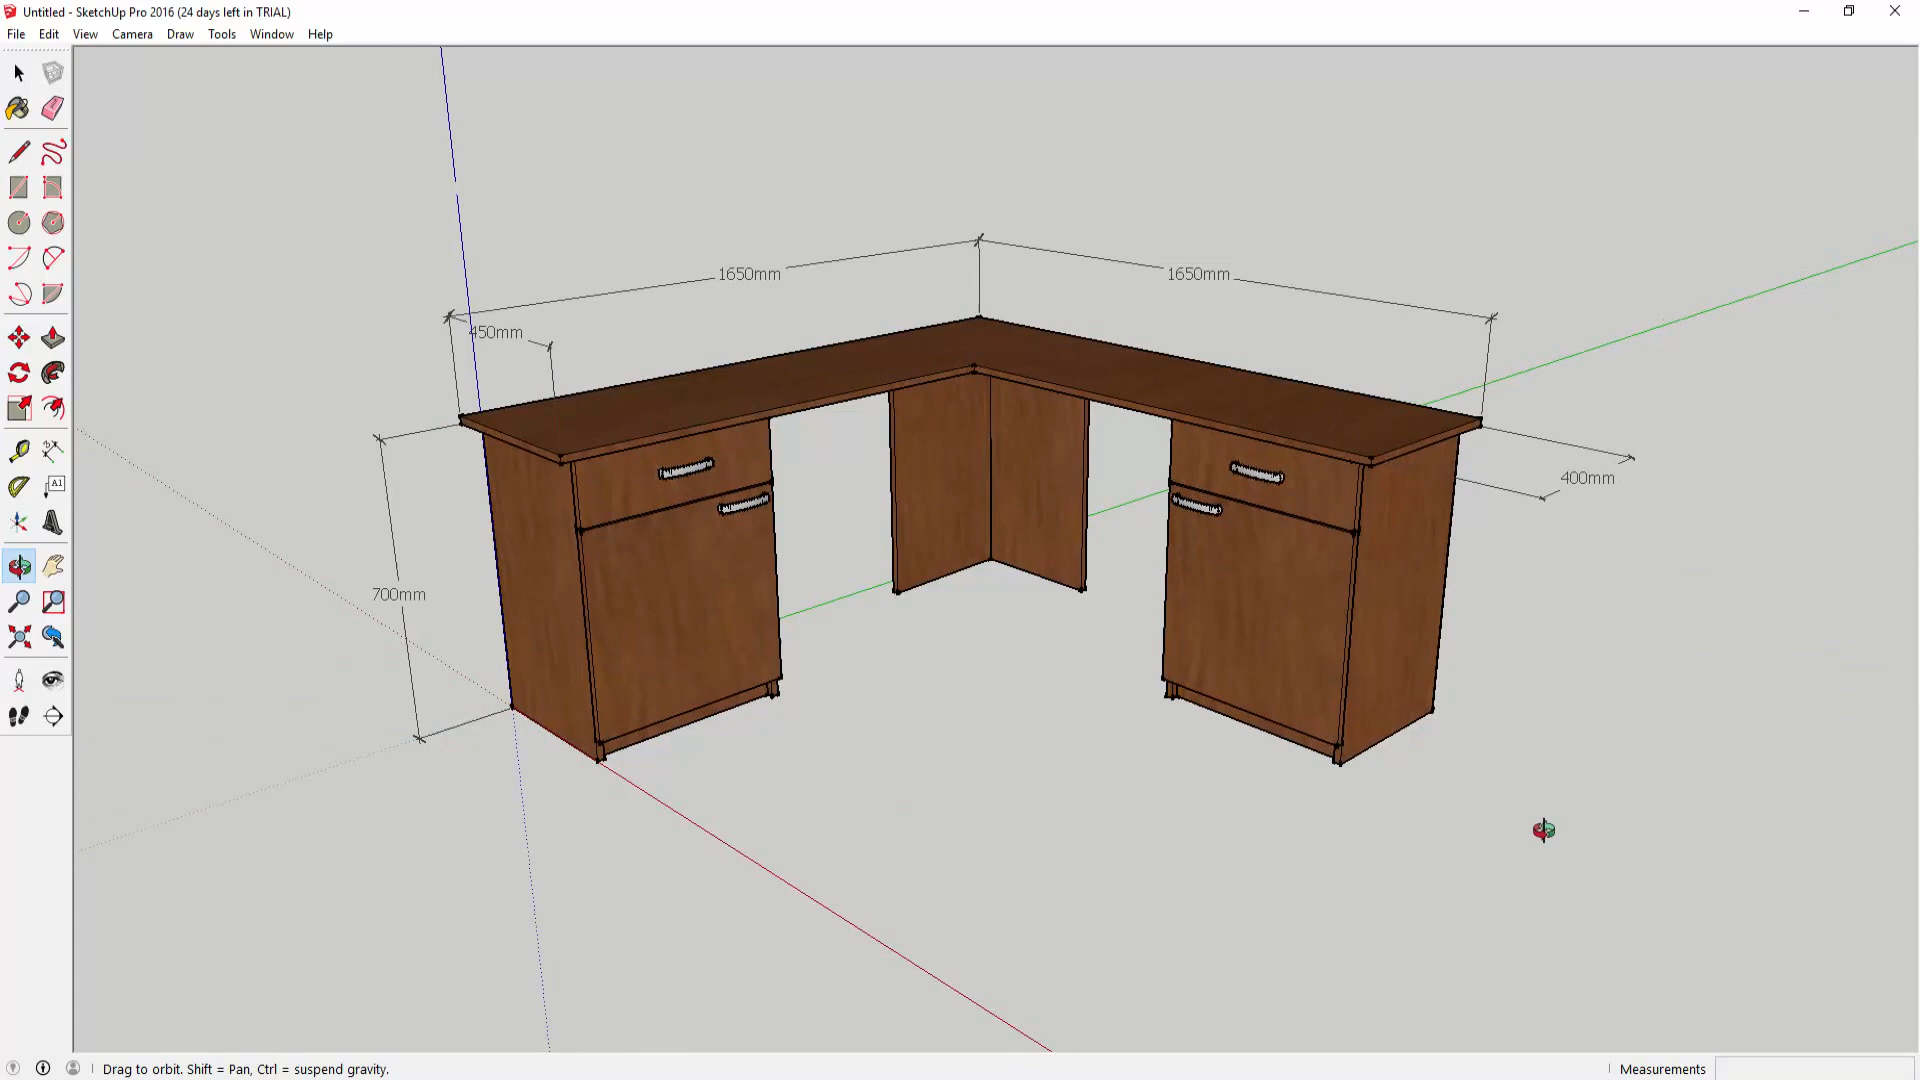 Untitled - SketchUp Pro 2016 (24 days left in TRIAL)
File Edit View Camera Draw Tools Window Help
1650mm
1650mm
450mm
400mm
700mm
A1
Drag to orbit. Shift = Pan, Ctrl = suspend gravity.
Measurements